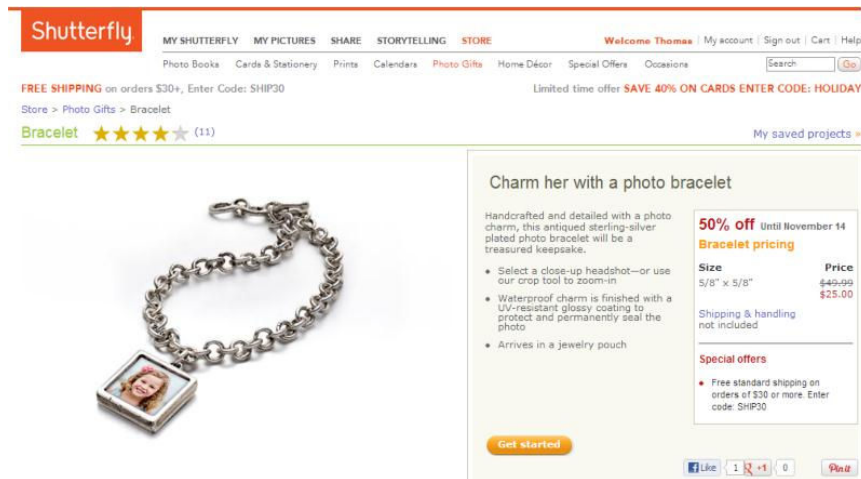 Shutterfly.
MY SHUTTERFLY MY PICTURES SHARE STORYTELLING STORE
Welcome Thomas | My account | Sign out | Cart | Help
Photo Books Cards & Stationery Prints Calendars Photo Gifts Home Décor Special Offers Occasions
Search Go
FREE SHIPPING on orders $30+, Enter Code: SHIP30
Limited time offer SAVE 40% ON CARDS ENTER CODE: HOLIDAY
Store > Photo Gifts > Bracelet
Bracelet (11)
My saved projects »
Charm her with a photo bracelet
Handcrafted and detailed with a photo
charm, this antiqued sterling-silver
plated photo bracelet will be a
treasured keepsake.
• Select a close-up headshot—or use
our crop tool to zoom-in
• Waterproof charm is finished with a
UV-resistant glossy coating to
protect and permanently seal the
photo
• Arrives in a jewelry pouch
Get started
50% off Until November 14
Bracelet pricing
Size Price
5/8" x 5/8" $49.99
$25.00
Shipping & handling
not included
Special offers
• Free standard shipping on
orders of $30 or more. Enter
code: SHIP30
Like 1 +1 0 Pin it